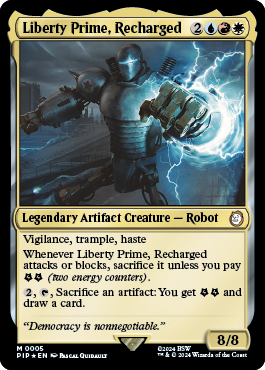 Liberty Prime, Recharged 2
Legendary Artifact Creature — Robot
Vigilance, trample, haste
Whenever Liberty Prime, Recharged
attacks or blocks, sacrifice it unless you pay
(two energy counters).
2, , Sacrifice an artifact: You get and
draw a card.
“Democracy is nonnegotiable.”
8/8
M 0005
PIP ★ EN Pascal Quidault
©2024 BSW
™ & © 2024 Wizards of the Coast